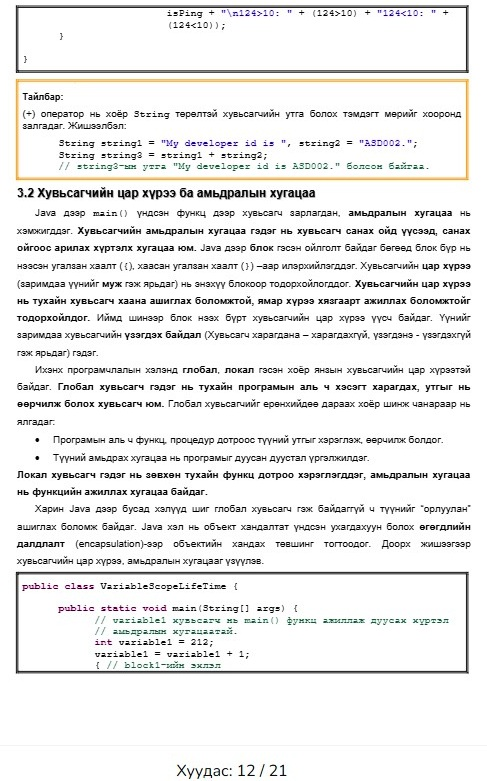 isPing + "\n124>10: " + (124>10) + "124<10: " +
(124<10));
}
}
Тайлбар:
(+) оператор нь хоёр String төрөлтэй хувьсагчийн утга болох тэмдэгт мөрийг хооронд
залгадаг. Жишээлбэл:
String string1 = "My developer id is ", string2 = "ASD002.";
String string3 = string1 + string2;
// string3-ын утга "My developer id is ASD002." болсон байгаа.
3.2 Хувьсагчийн цар хүрээ ба амьдралын хугацаа
Java дээр main() үндсэн функц дээр хувьсагч зарлагдан, амьдралын хугацаа нь
хэмжигддэг. Хувьсагчийн амьдралын хугацаа гэдэг нь хувьсагч санах ойд үүсээд, санах
ойгоос арилах хүртэлх хугацаа юм. Java дээр блок гэсэн ойлголт байдаг бөгөөд блок бүр нь
нээсэн угалзан хаалт ({), хаасан угалзан хаалт (}) –аар илэрхийлэгддэг. Хувьсагчийн цар хүрээ
(заримдаа үүнийг муж гэж ярьдаг) нь энэхүү блокоор тодорхойлогддог. Хувьсагчийн цар хүрээ
нь тухайн хувьсагч хаана ашиглах боломжтой, ямар хүрээ хязгаарт ажиллах боломжтойг
тодорхойлдог. Иймд шинээр блок нээх бүрт хувьсагчийн цар хүрээ үүсч байдаг. Үүнийг
заримдаа хувьсагчийн үзэгдэх байдал (Хувьсагч харагдана – харагдахгүй, үзэгдэнэ - үзэгдэхгүй
гэж ярьдаг) гэдэг.
Ихэнх програмчлалын хэлэнд глобал, локал гэсэн хоёр янзын хувьсагчийн цар хүрээтэй
байдаг. Глобал хувьсагч гэдэг нь тухайн програмын аль ч хэсэгт харагдах, утгыг нь
өөрчилж болох хувьсагч юм. Глобал хувьсагчийг ерөнхийдөө дараах хоёр шинж чанараар нь
ялгадаг:
• Програмын аль ч функц, процедур дотроос түүний утгыг хэрэглэж, өөрчилж болдог.
• Түүний амьдрах хугацаа нь програмыг дуусан дуустал үргэлжилдэг.
Локал хувьсагч гэдэг нь зөвхөн тухайн функц дотроо хэрэглэгддэг, амьдралын хугацаа
нь функцийн ажиллах хугацаа байдаг.
Харин Java дээр бусад хэлүүд шиг глобал хувьсагч гэж байдаггүй ч түүнийг "орлуулан"
ашиглах боломж байдаг. Java хэл нь объект хандалтат үндсэн ухагдахуун болох өгөгдлийн
далдлалт (encapsulation)-ээр объектийн хандах төвшинг тогтоодог. Доорх жишээгээр
хувьсагчийн цар хүрээ, амьдралын хугацааг үзүүлэв.
public class VariableScopeLifeTime {
public static void main(String[] args) {
// variable1 хувьсагч нь main() функц ажиллаж дуусах хүртэл
// амьдралын хугацаатай.
int variable1 = 212;
variable1 = variable1 + 1;
{ // block1-ийн эхлэл
Хуудас: 12 / 21